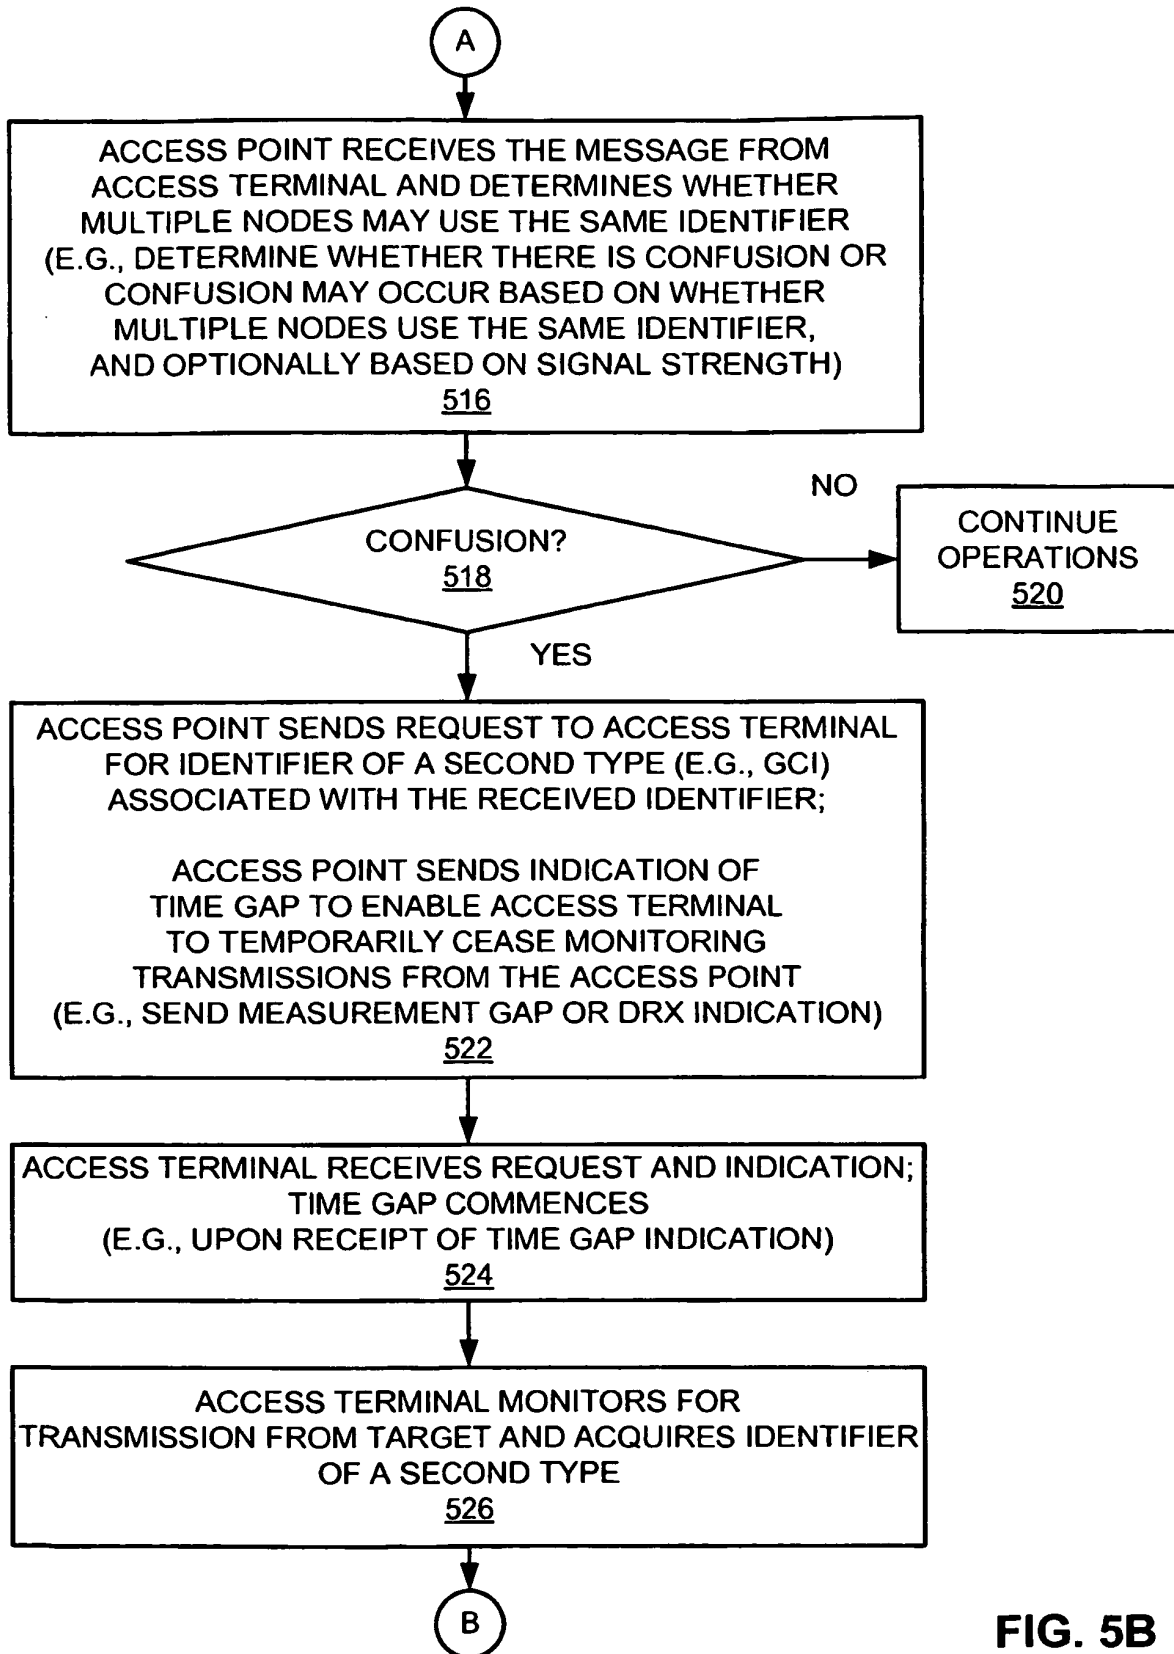 A
ACCESS POINT RECEIVES THE MESSAGE FROM
ACCESS TERMINAL AND DETERMINES WHETHER
MULTIPLE NODES MAY USE THE SAME IDENTIFIER
(E.G., DETERMINE WHETHER THERE IS CONFUSION OR
CONFUSION MAY OCCUR BASED ON WHETHER
MULTIPLE NODES USE THE SAME IDENTIFIER,
AND OPTIONALLY BASED ON SIGNAL STRENGTH)
516
CONFUSION?
518
NO
CONTINUE
OPERATIONS
520
YES
ACCESS POINT SENDS REQUEST TO ACCESS TERMINAL
FOR IDENTIFIER OF A SECOND TYPE (E.G., GCI)
ASSOCIATED WITH THE RECEIVED IDENTIFIER;
ACCESS POINT SENDS INDICATION OF
TIME GAP TO ENABLE ACCESS TERMINAL
TO TEMPORARILY CEASE MONITORING
TRANSMISSIONS FROM THE ACCESS POINT
(E.G., SEND MEASUREMENT GAP OR DRX INDICATION)
522
ACCESS TERMINAL RECEIVES REQUEST AND INDICATION;
TIME GAP COMMENCES
(E.G., UPON RECEIPT OF TIME GAP INDICATION)
524
ACCESS TERMINAL MONITORS FOR
TRANSMISSION FROM TARGET AND ACQUIRES IDENTIFIER
OF A SECOND TYPE
526
B
FIG. 5B